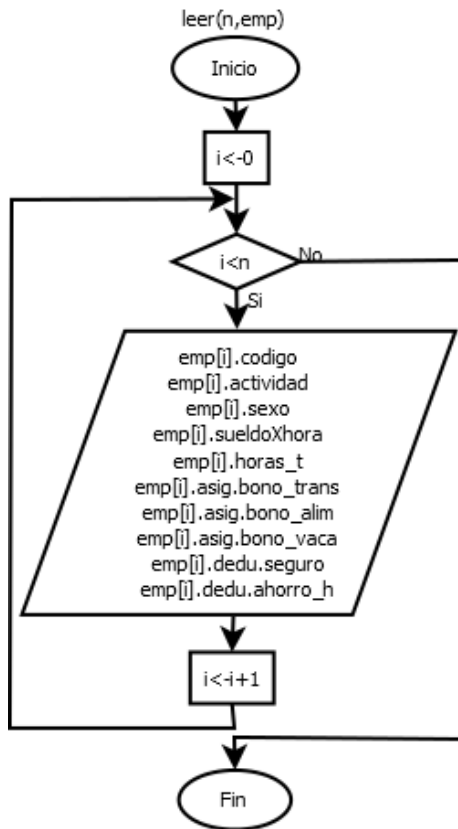 leer(n,emp)
Inicio
i<-0
i<n
No
Si
emp[i].codigo
emp[i].actividad
emp[i].sexo
emp[i].sueldoXhora
emp[i].horas_t
emp[i].asig.bono_trans
emp[i].asig.bono_alim
emp[i].asig.bono_vaca
emp[i].dedu.seguro
emp[i].dedu.ahorro_h
i<-i+1
Fin